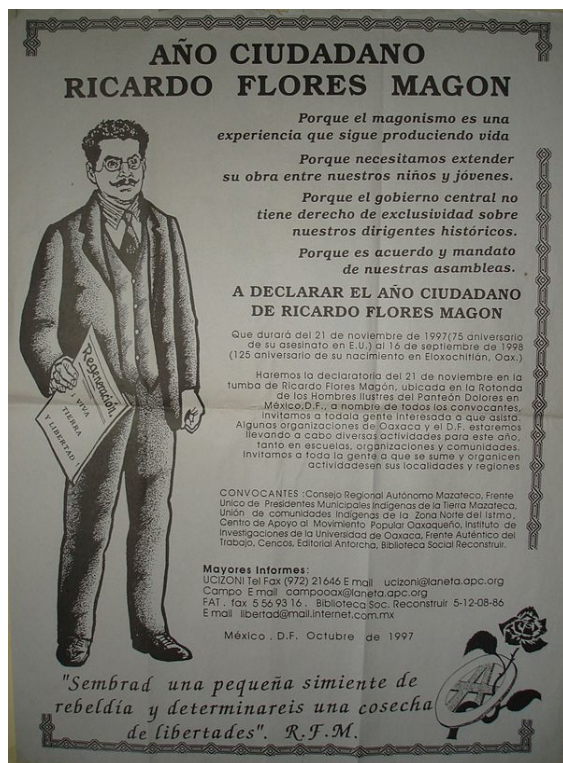 AÑO CIUDADANO
RICARDO FLORES MAGON
Porque el magonismo es una
experiencia que sigue produciendo vida
Porque necesitamos extender
su obra entre nuestros niños y jóvenes.
Porque el gobierno central no
tiene derecho de exclusividad sobre
nuestros dirigentes históricos.
Porque es acuerdo y mandato
de nuestras asambleas.
A DECLARAR EL AÑO CIUDADANO
DE RICARDO FLORES MAGON
Que durará del 21 de noviembre de 1997(75 aniversario
de su asesinato en E.U.) al 16 de septiembre de 1998
(125 aniversario de su nacimiento en Eloxochitlán, Oax.)
Haremos la declaratoria del 21 de noviembre en la
tumba de Ricardo Flores Magón, ubicada en la Rotonda
de los Hombres Ilustres del Panteón Dolores en
México,D.F., a nombre de todos los convocantes.
Invitamos a todala gente interesada a que asista.
Algunas organizaciones de Oaxaca y el D.F. estaremos
llevando a cabo diversas actividades para este año,
tanto en escuelas, organizaciones y comunidades.
Invitamos a toda la gente a que se sume y organicen
actividadesen sus localidades y regiones
Regeneración
¡ VIVA
TIERRA
Y LIBERTAD !
CONVOCANTES :Consejo Regional Autónomo Mazateco, Frente
Unico de Presidentes Municipales Indígenas de la Tierra Mazateca,
Unión de comunidades Indígenas de la Zona Norte del Istmo,
Centro de Apoyo al Movimiento Popular Oaxaqueño, Instituto de
Investigaciones de la Universidad de Oaxaca, Frente Auténtico del
Trabajo, Cencos, Editorial Antorcha, Biblioteca Social Reconstruir.
Mayores Informes:
UCIZONI Tel Fax (972) 21646 E mail ucizoni@laneta.apc.org
Campo E mail campooax@laneta.apc.org
FAT . fax 5 56 93 16 . Biblioteca Soc. Reconstruir 5-12-08-86
E mail libertad@mail.internet.com.mx
México . D.F. Octubre de 1997
"Sembrad una pequeña simiente de
rebeldía y determinareis una cosecha
de libertades". R.F.M.